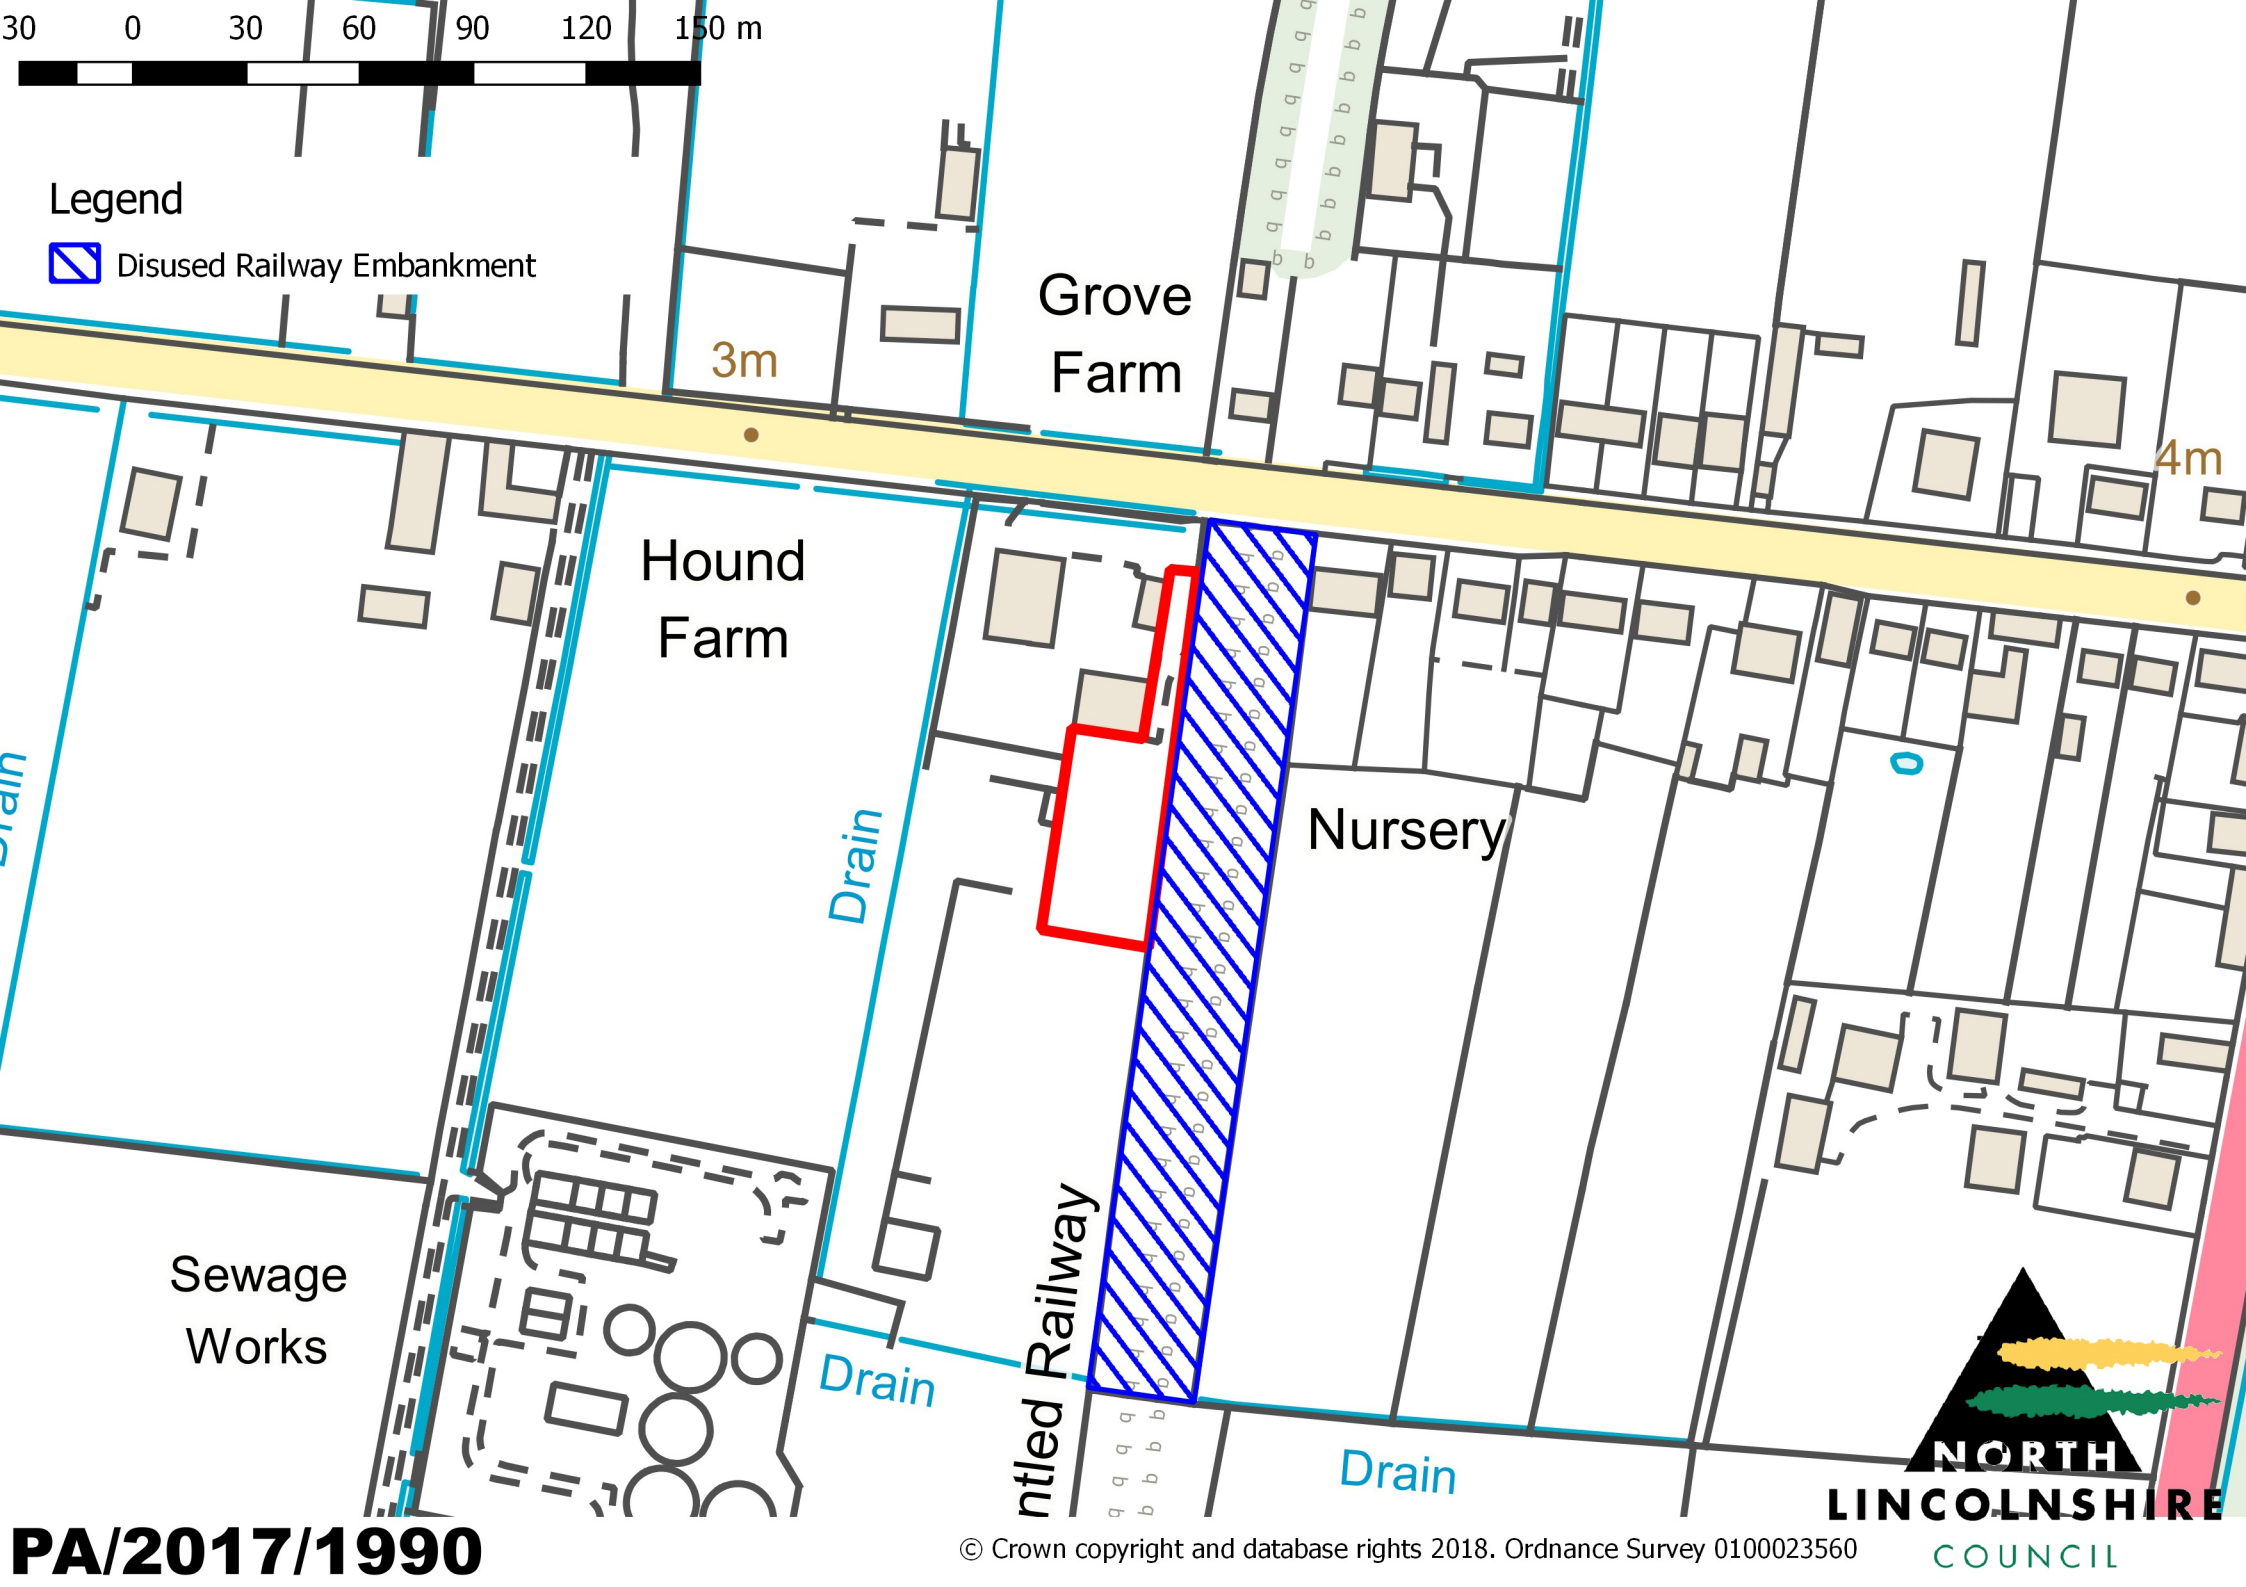 30 0 30 60 90 120 150 m
Legend
Disused Railway Embankment
Grove
Farm
3m
4m
Hound
Farm
Nursery
Drain
Drain
Sewage
Works
ntled Railway
Drain
Drain
NORTH
LINCOLNSHIRE
COUNCIL
PA/2017/1990
© Crown copyright and database rights 2018. Ordnance Survey 0100023560